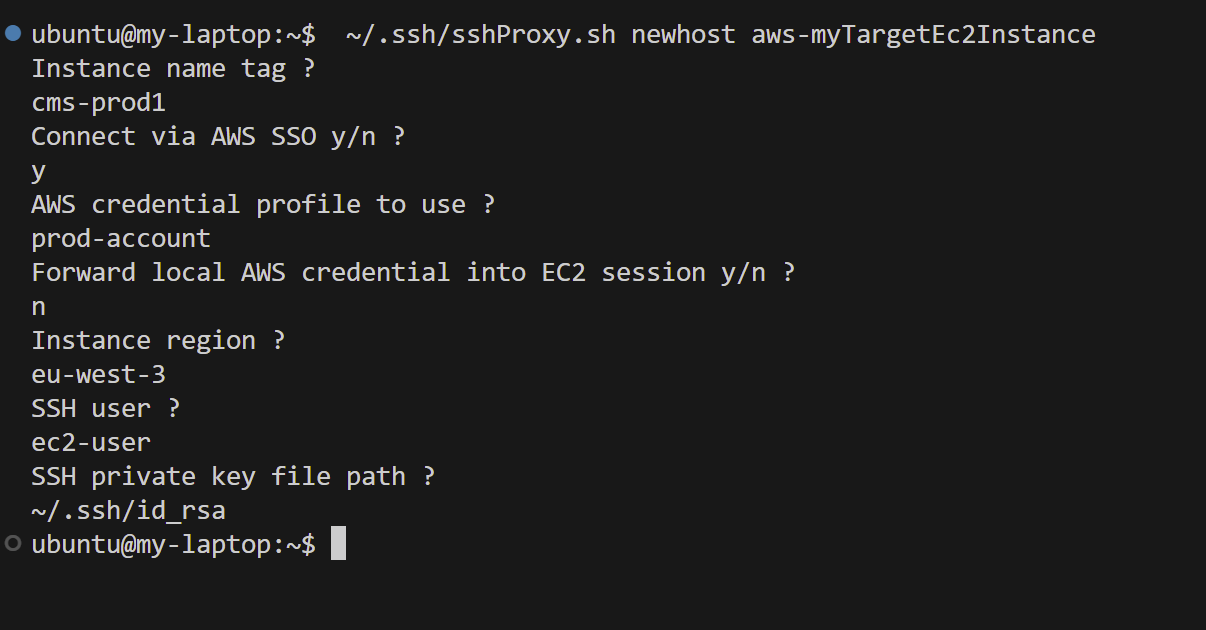 ubuntu@my-laptop:~$  ~/.ssh/sshProxy.sh newhost aws-myTargetEc2Instance
Instance name tag ?
cms-prod1
Connect via AWS SSO y/n ?
y
AWS credential profile to use ?
prod-account
Forward local AWS credential into EC2 session y/n ?
n
Instance region ?
eu-west-3
SSH user ?
ec2-user
SSH private key file path ?
~/.ssh/id_rsa
ubuntu@my-laptop:~$